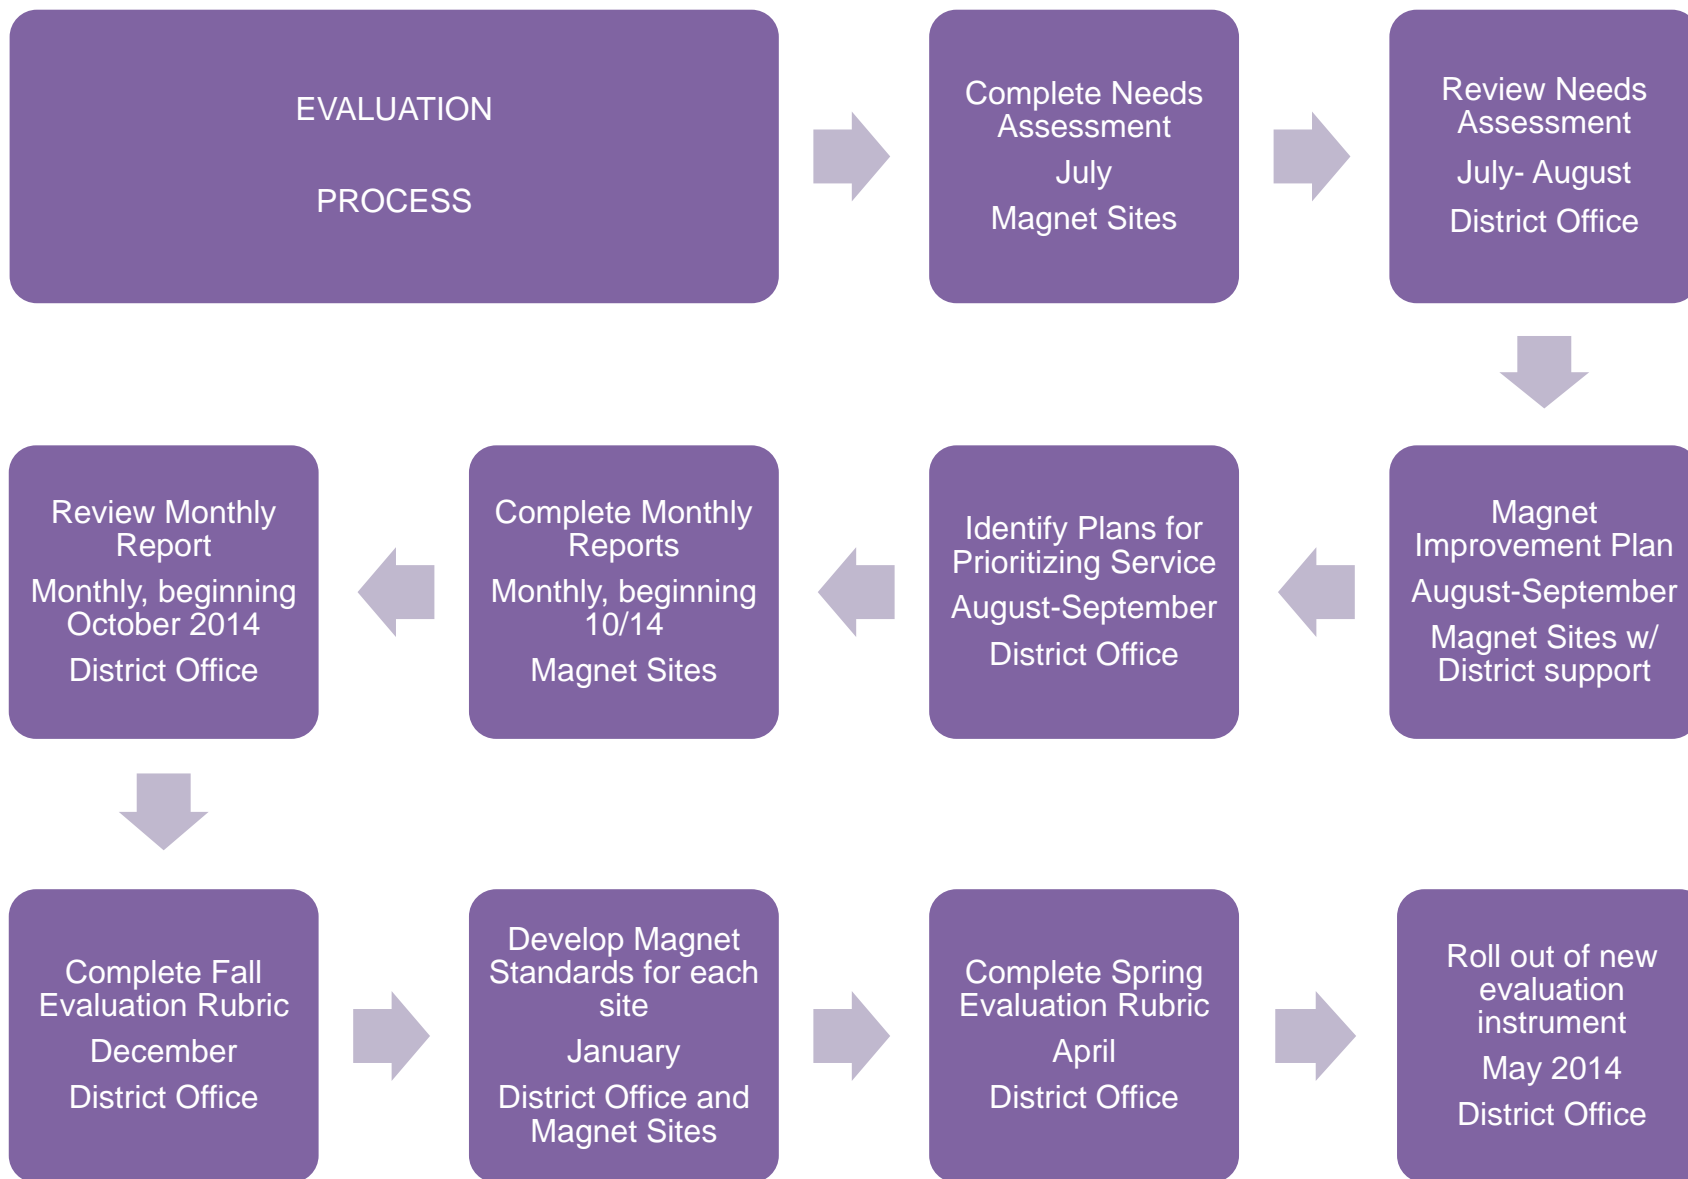 EVALUATION
PROCESS
Complete Needs
Assessment
July
Magnet Sites
Review Needs
Assessment
July- August
District Office
Magnet
Improvement Plan
August-September
Magnet Sites w/
District support
Identify Plans for
Prioritizing Service
August-September
District Office
Complete Monthly
Reports
Monthly, beginning
10/14
Magnet Sites
Review Monthly
Report
Monthly, beginning
October 2014
District Office
Complete Fall
Evaluation Rubric
December
District Office
Develop Magnet
Standards for each
site
January
District Office and
Magnet Sites
Complete Spring
Evaluation Rubric
April
District Office
Roll out of new
evaluation
instrument
May 2014
District Office